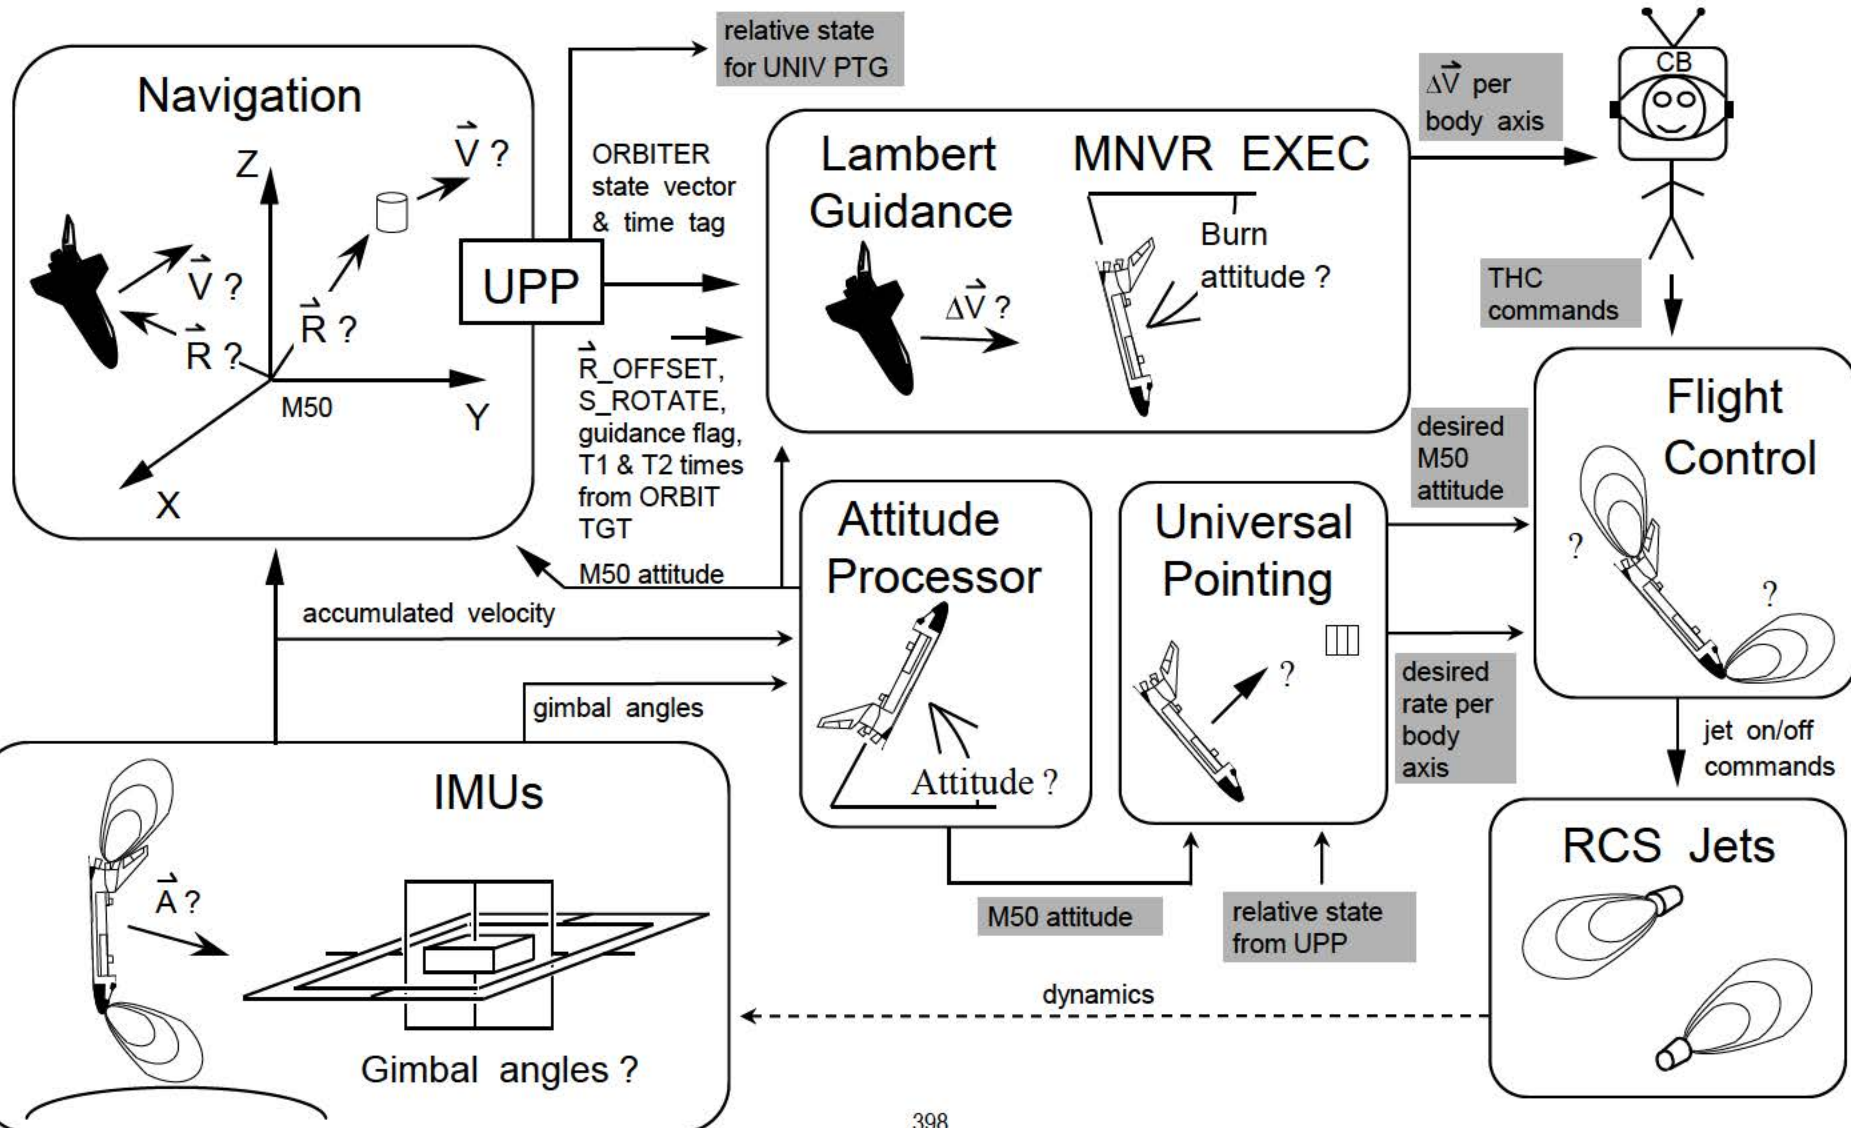 relative state
for UNIV PTG
Navigation
Z
V ?
V ?
R ?
R ?
M50
Y
X
UPP
ORBITER
state vector
& time tag
R_OFFSET,
S_ROTATE,
guidance flag,
T1 & T2 times
from ORBIT
TGT
M50 attitude
Lambert
Guidance
ΔV ?
MNVR EXEC
Burn
attitude ?
ΔV per
body axis
CB
THC
commands
Flight
Control
?
?
desired
M50
attitude
Attitude
Processor
Attitude ?
Universal
Pointing
?
desired
rate per
body
axis
jet on/off
commands
accumulated velocity
gimbal angles
IMUs
A ?
Gimbal angles ?
M50 attitude
relative state
from UPP
dynamics
RCS Jets
398